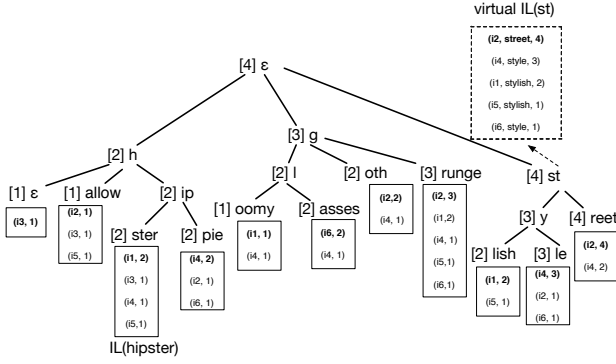 virtual IL(st)
(i2, street, 4)
(i4, style, 3)
(i1, stylish, 2)
(i5, stylish, 1)
(i6, style, 1)
[4] ε
[2] h
[3] g
[4] st
[1] ε
[1] allow
[2] ip
[2] l
[2] oth
[3] runge
[3] y
[4] reet
(i3, 1)
(i2, 1)
(i3, 1)
(i5, 1)
[2] ster
[2] pie
[1] oomy
[2] asses
(i2,2)
(i4, 1)
(i2, 3)
(i1,2)
(i4, 1)
(i5,1)
(i6,1)
[2] lish
[3] le
(i2, 4)
(i4, 2)
(i1, 2)
(i3, 1)
(i4, 1)
(i5,1)
(i4, 2)
(i2, 1)
(i6, 1)
(i1, 1)
(i4, 1)
(i6, 2)
(i4, 1)
(i1, 2)
(i5, 1)
(i4, 3)
(i2, 1)
(i6, 1)
IL(hipster)